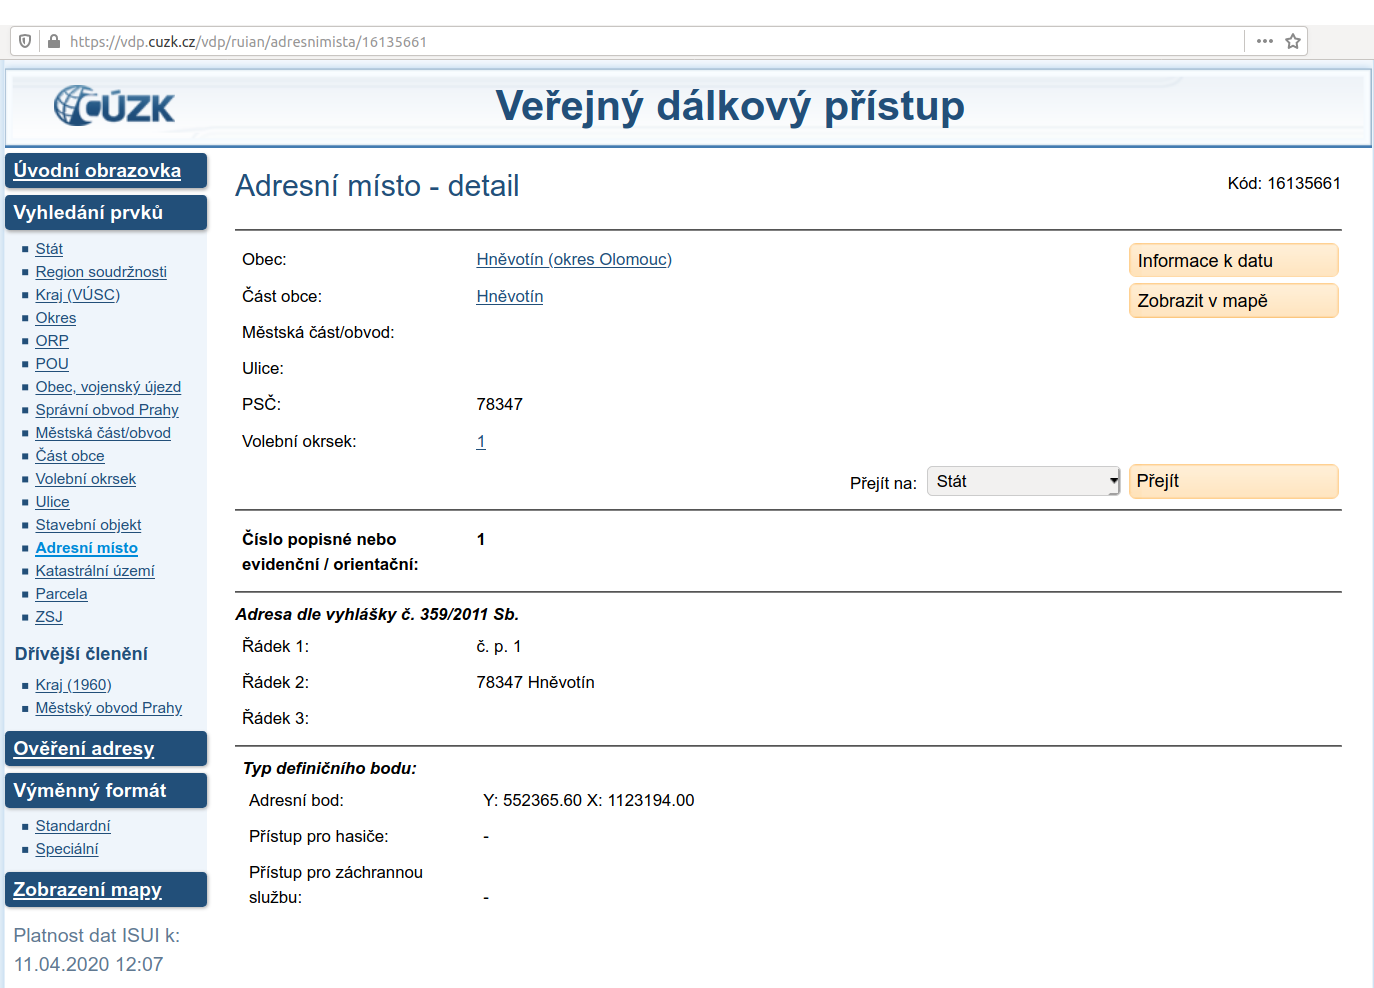 https://vdp.cuzk.cz/vdp/ruian/adresnimista/16135661
ČÚZK
Veřejný dálkový přístup
Úvodní obrazovka
Vyhledání prvků
Stát
Region soudržnosti
Kraj (VÚSC)
Okres
ORP
POU
Obec, vojenský újezd
Správní obvod Prahy
Městská část/obvod
Část obce
Volební okrsek
Ulice
Stavební objekt
Adresní místo
Katastrální území
Parcela
ZSJ
Dřívější členění
Kraj (1960)
Městský obvod Prahy
Ověření adresy
Výměnný formát
Standardní
Speciální
Zobrazení mapy
Platnost dat ISUI k:
11.04.2020 12:07
Adresní místo - detail
Kód: 16135661
Obec: Hněvotín (okres Olomouc)
Informace k datu
Část obce: Hněvotín
Zobrazit v mapě
Městská část/obvod:
Ulice:
PSČ: 78347
Volební okrsek: 1
Přejít na: Stát Přejít
Číslo popisné nebo 1
evidenční / orientační:
Adresa dle vyhlášky č. 359/2011 Sb.
Řádek 1: č. p. 1
Řádek 2: 78347 Hněvotín
Řádek 3:
Typ definičního bodu:
Adresní bod: Y: 552365.60 X: 1123194.00
Přístup pro hasiče: -
Přístup pro záchrannou
službu: -